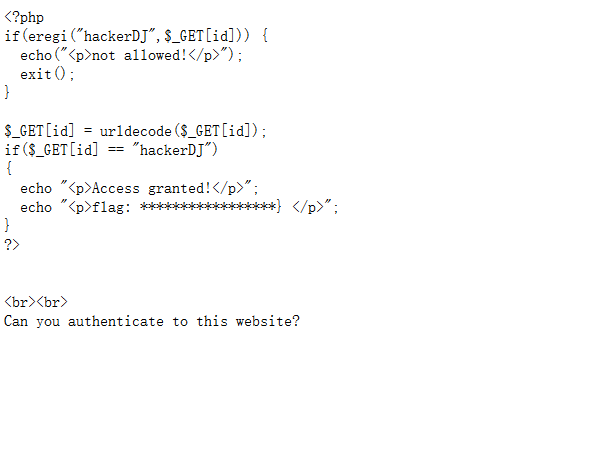 <?php
if(eregi("hackerDJ",$_GET[id])) {
  echo("<p>not allowed!</p>");
  exit();
}
$_GET[id] = urldecode($_GET[id]);
if($_GET[id] == "hackerDJ")
{
  echo "<p>Access granted!</p>";
  echo "<p>flag: *****************} </p>";
}
?>
<br><br>
Can you authenticate to this website?